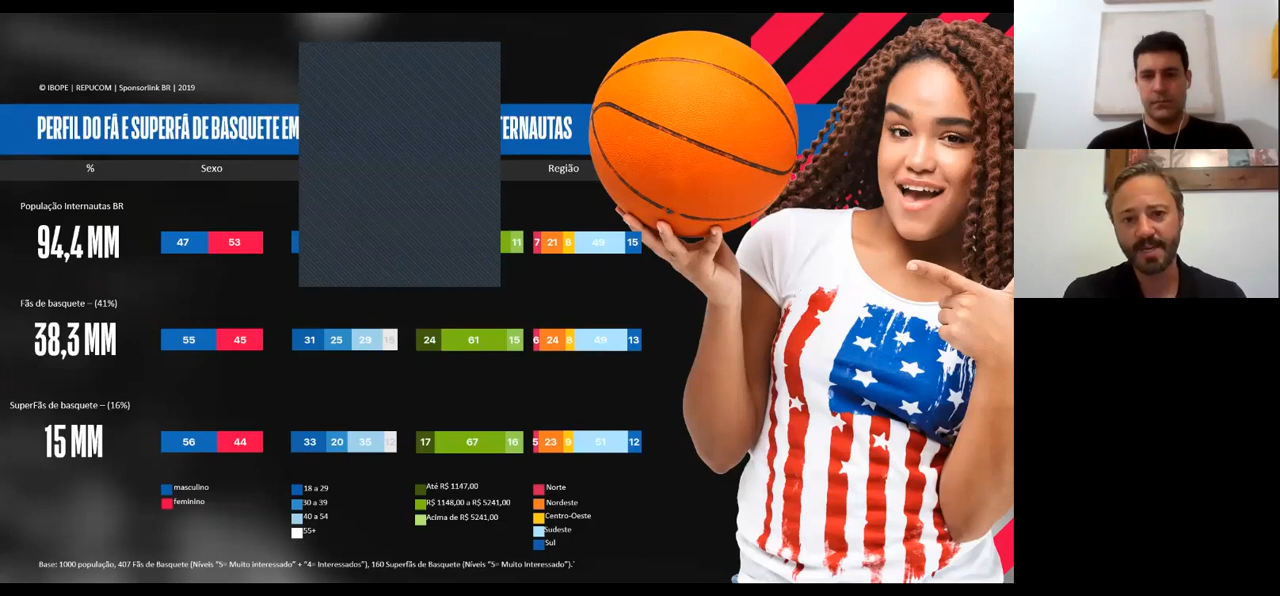 © IBOPE | REPUCOM | Sponsorlink BR | 2019
PERFIL DO FÃ E SUPERFÃ DE BASQUETE EM
TERNAUTAS
% Sexo Região
População Internautas BR
94,4 MM
47 53 11 7 21 8 49 15
Fãs de basquete – (41%)
38,3 MM
55 45 31 25 29 24 61 15 6 24 8 49 13
SuperFãs de basquete – (16%)
15 MM
56 44 33 20 35 12 17 67 16 5 23 9 51 12
masculino
feminino
18 a 29
30 a 39
40 a 54
55+
Até R$ 1147,00
R$ 1148,00 a R$ 5241,00
Acima de R$ 5241,00
Norte
Nordeste
Centro-Oeste
Sudeste
Sul
Base: 1000 população, 407 Fãs de Basquete (Níveis "5= Muito interessado" + "4= Interessados"), 160 Superfãs de Basquete (Níveis "5= Muito Interessado").